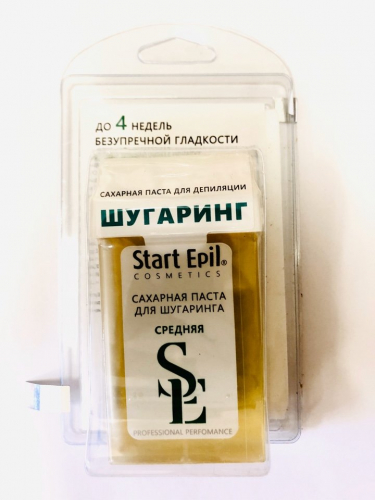 ДО 4 НЕДЕЛЬ
БЕЗУПРЕЧНОЙ ГЛАДКОСТИ
САХАРНАЯ ПАСТА ДЛЯ ДЕПИЛЯЦИИ
ШУГАРИНГ
Start Epil®
COSMETICS
САХАРНАЯ ПАСТА
ДЛЯ ШУГАРИНГА
СРЕДНЯЯ
SE
PROFESSIONAL PERFOMANCE